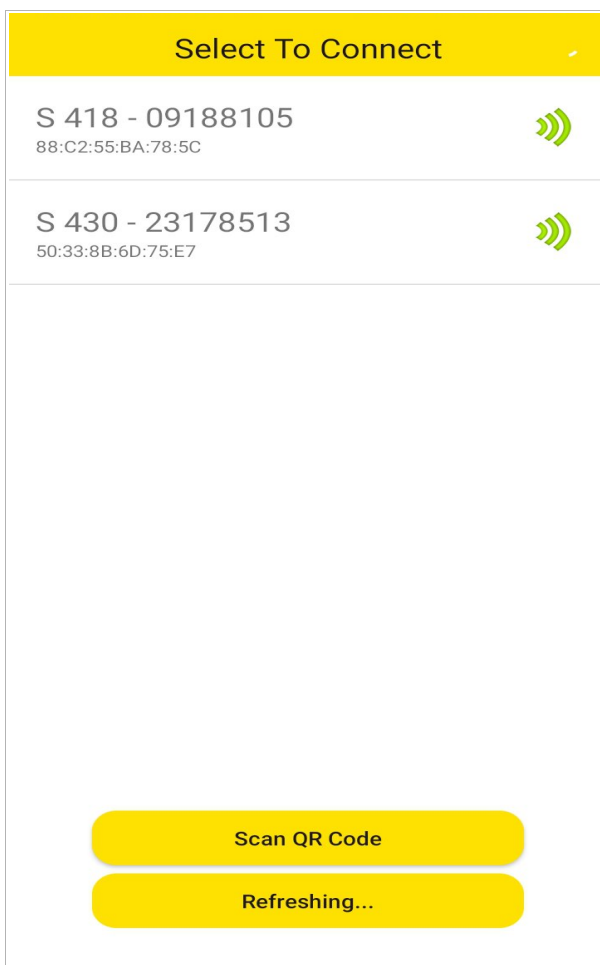 Select To Connect
S 418 - 09188105
88:C2:55:BA:78:5C
S 430 - 23178513
50:33:8B:6D:75:E7
Scan QR Code
Refreshing...